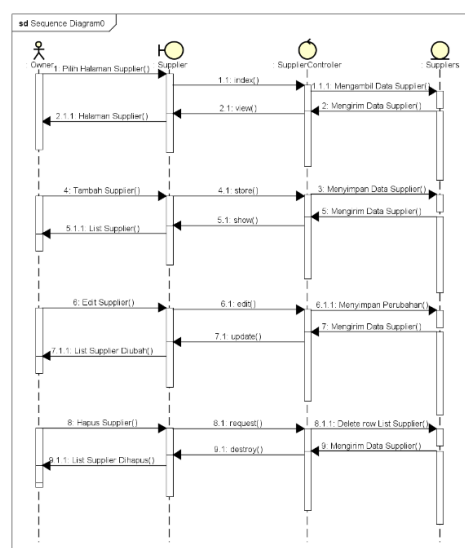 sd Sequence Diagram0
: Owner
: Supplier
: SupplierControler
: Suppliers
1: Pilih Halaman Supplier()
1.1: index()
1.1.1: Mengambil Data Supplier()
2: Mengirim Data Supplier()
2.1: view()
2.1.1: Halaman Supplier()
4: Tambah Supplier()
4.1: store()
3: Menyimpan Data Supplier()
5: Mengirim Data Supplier()
5.1: show()
5.1.1: List Supplier()
6: Edit Supplier()
6.1: edit()
6.1.1: Menyimpan Perubahan()
7: Mengirim Data Supplier()
7.1: update()
7.1.1: List Supplier Diubah()
8: Hapus Supplier()
8.1: request()
8.1.1: Delete row List Supplier()
9: Mengirim Data Supplier()
9.1: destroy()
9.1.1: List Supplier Dihapus()